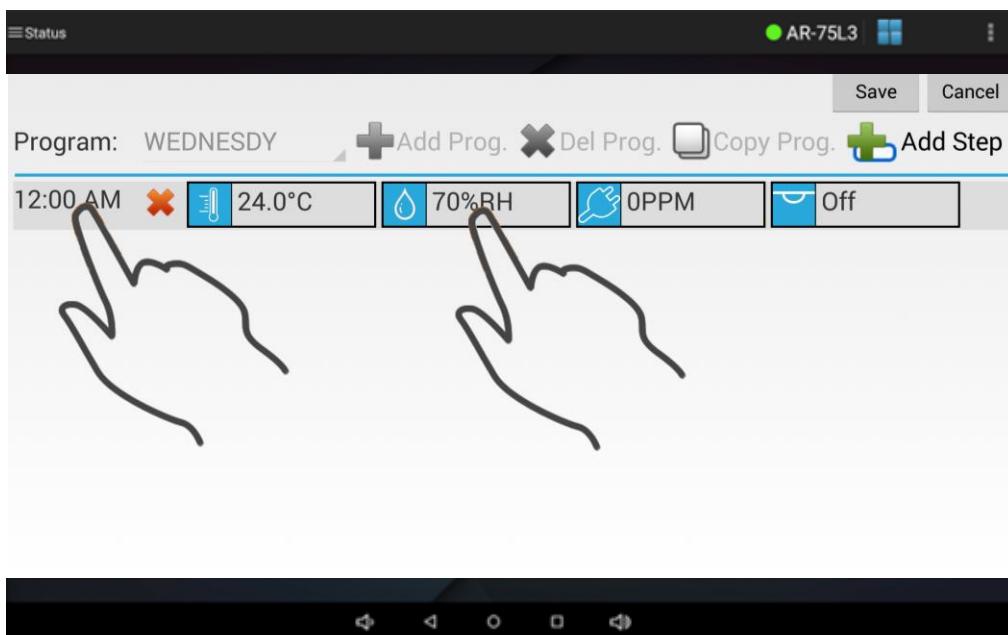 Status AR-75L3
Save Cancel
Program: WEDNESDY Add Prog. Del Prog. Copy Prog. Add Step
12:00 AM 24.0°C 70%RH 0PPM Off